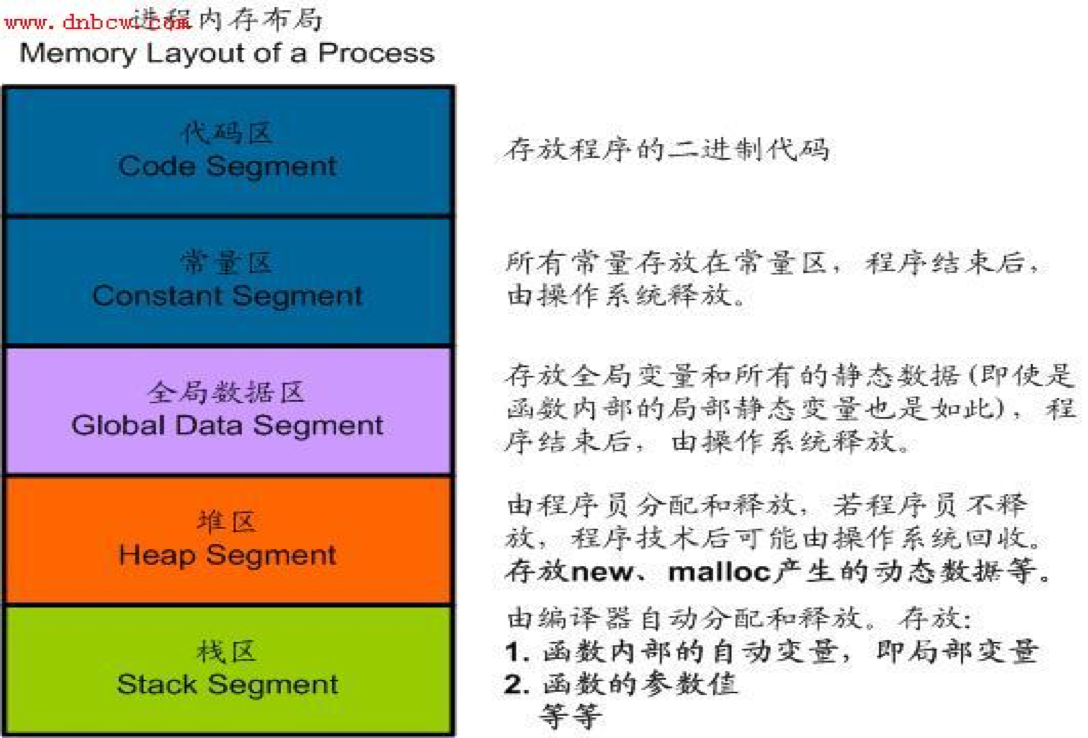 www.dnbcw.com
进程内存布局
Memory Layout of a Process
代码区
Code Segment
存放程序的二进制代码
常量区
Constant Segment
所有常量存放在常量区，程序结束后，
由操作系统释放。
全局数据区
Global Data Segment
存放全局变量和所有的静态数据(即使是
函数内部的局部静态变量也是如此)，程
序结束后，由操作系统释放。
堆区
Heap Segment
由程序员分配和释放，若程序员不释
放，程序技术后可能由操作系统回收。
存放new、malloc产生的动态数据等。
栈区
Stack Segment
由编译器自动分配和释放。存放:
1. 函数内部的自动变量，即局部变量
2. 函数的参数值
等等